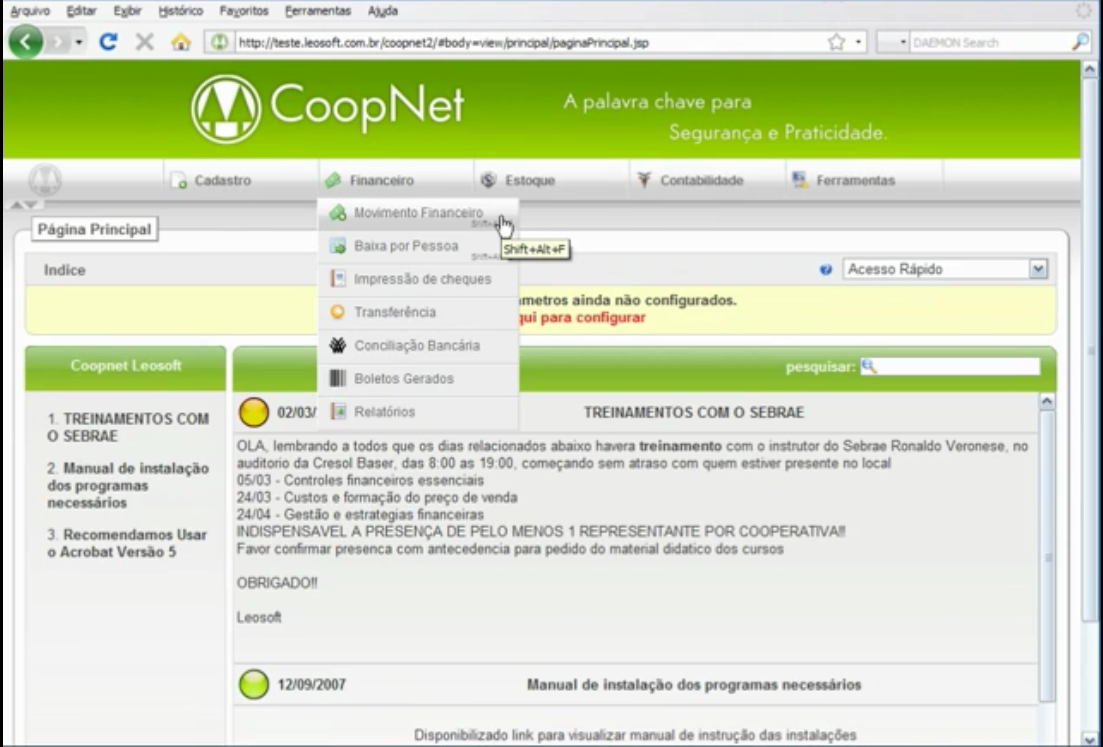 Arquivo Editar Exibir Histórico Favoritos Ferramentas Ajuda
http://teste.leosoft.com.br/coopnet2/#body=view/principal/paginaPrincipal.jsp
DAEMON Search
CoopNet
A palavra chave para
Segurança e Praticidade.
Cadastro Financeiro Estoque Contabilidade Ferramentas
Movimento Financeiro
Shift+Alt+F
Baixa por Pessoa
Impressão de cheques
Transferência
Conciliação Bancária
Boletos Gerados
Relatórios
Página Principal
Indice
Acesso Rápido
ainda não configurados.
para configurar
Coopnet Leosoft
pesquisar:
1. TREINAMENTOS COM
O SEBRAE
2. Manual de instalação
dos programas
necessários
3. Recomendamos Usar
o Acrobat Versão 5
02/03/
TREINAMENTOS COM O SEBRAE
OLA, lembrando a todos que os dias relacionados abaixo havera treinamento com o instrutor do Sebrae Ronaldo Veronese, no
auditorio da Cresol Baser, das 8:00 as 19:00, começando sem atraso com quem estiver presente no local
05/03 - Controles financeiros essenciais
24/03 - Custos e formação do preço de venda
24/04 - Gestão e estrategias financeiras
INDISPENSAVEL A PRESENÇA DE PELO MENOS 1 REPRESENTANTE POR COOPERATIVA!!!
Favor confirmar presenca com antecedencia para pedido do material didatico dos cursos
OBRIGADO!!
Leosoft
12/09/2007
Manual de instalação dos programas necessários
Disponibilizado link para visualizar manual de instrução das instalações